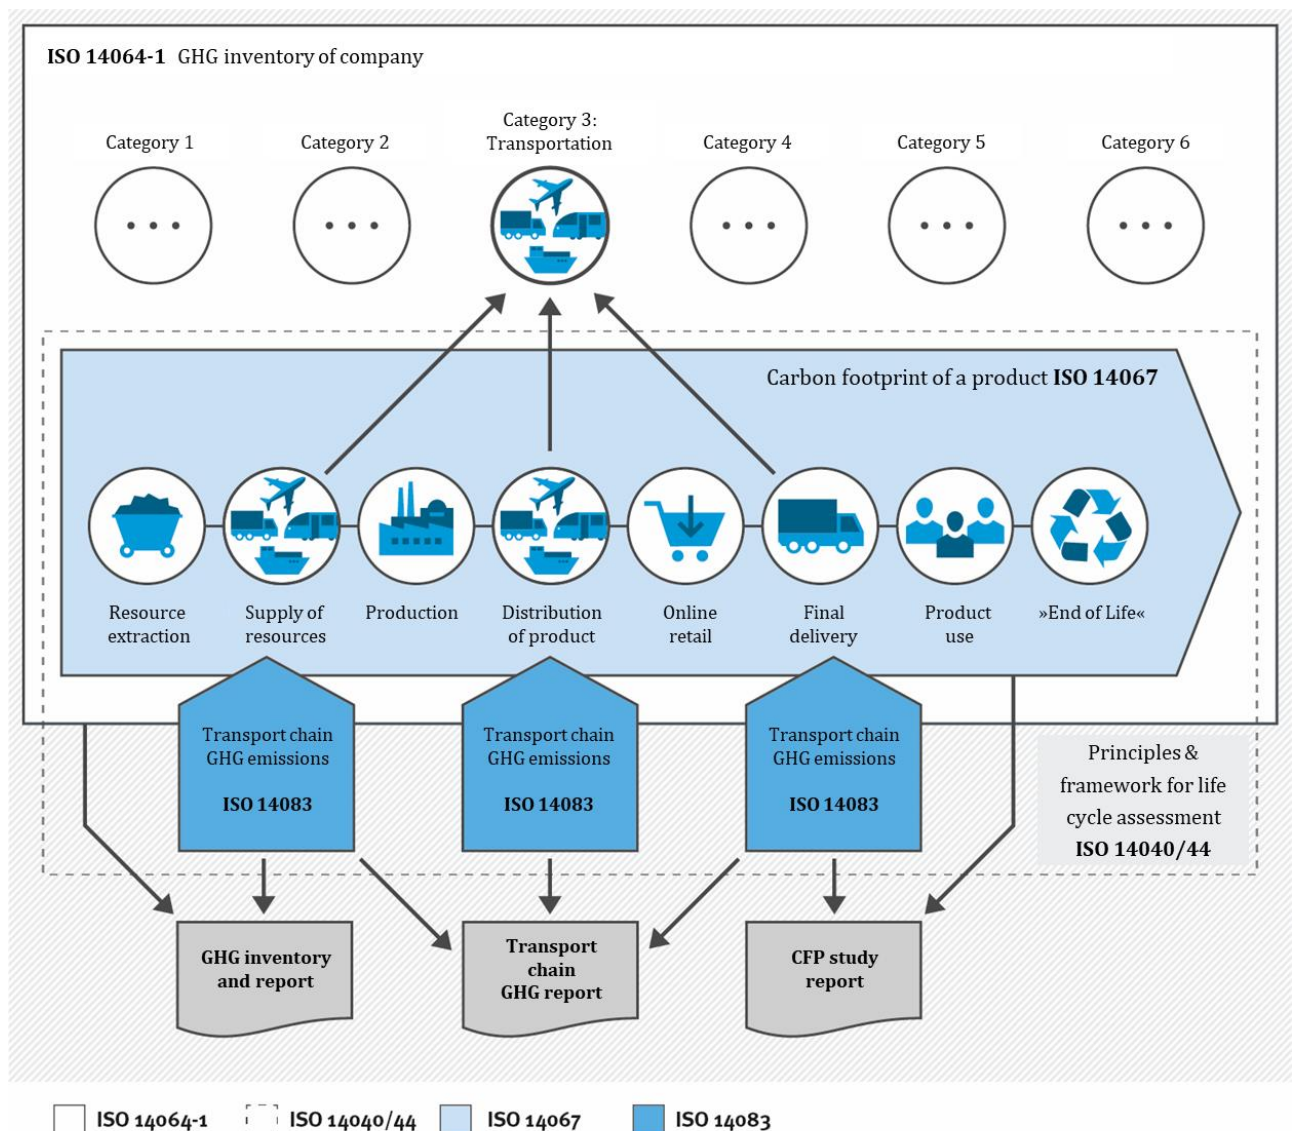 ISO 14064-1 GHG inventory of company
Category 1
Category 2
Category 3:
Transportation
Category 4
Category 5
Category 6
Carbon footprint of a product ISO 14067
Resource
extraction
Supply of
resources
Production
Distribution
of product
Online
retail
Final
delivery
Product
use
»End of Life«
Transport chain
GHG emissions
ISO 14083
Transport chain
GHG emissions
ISO 14083
Transport chain
GHG emissions
ISO 14083
Principles &
framework for life
cycle assessment
ISO 14040/44
GHG inventory
and report
Transport
chain
GHG report
CFP study
report
ISO 14064-1
ISO 14040/44
ISO 14067
ISO 14083